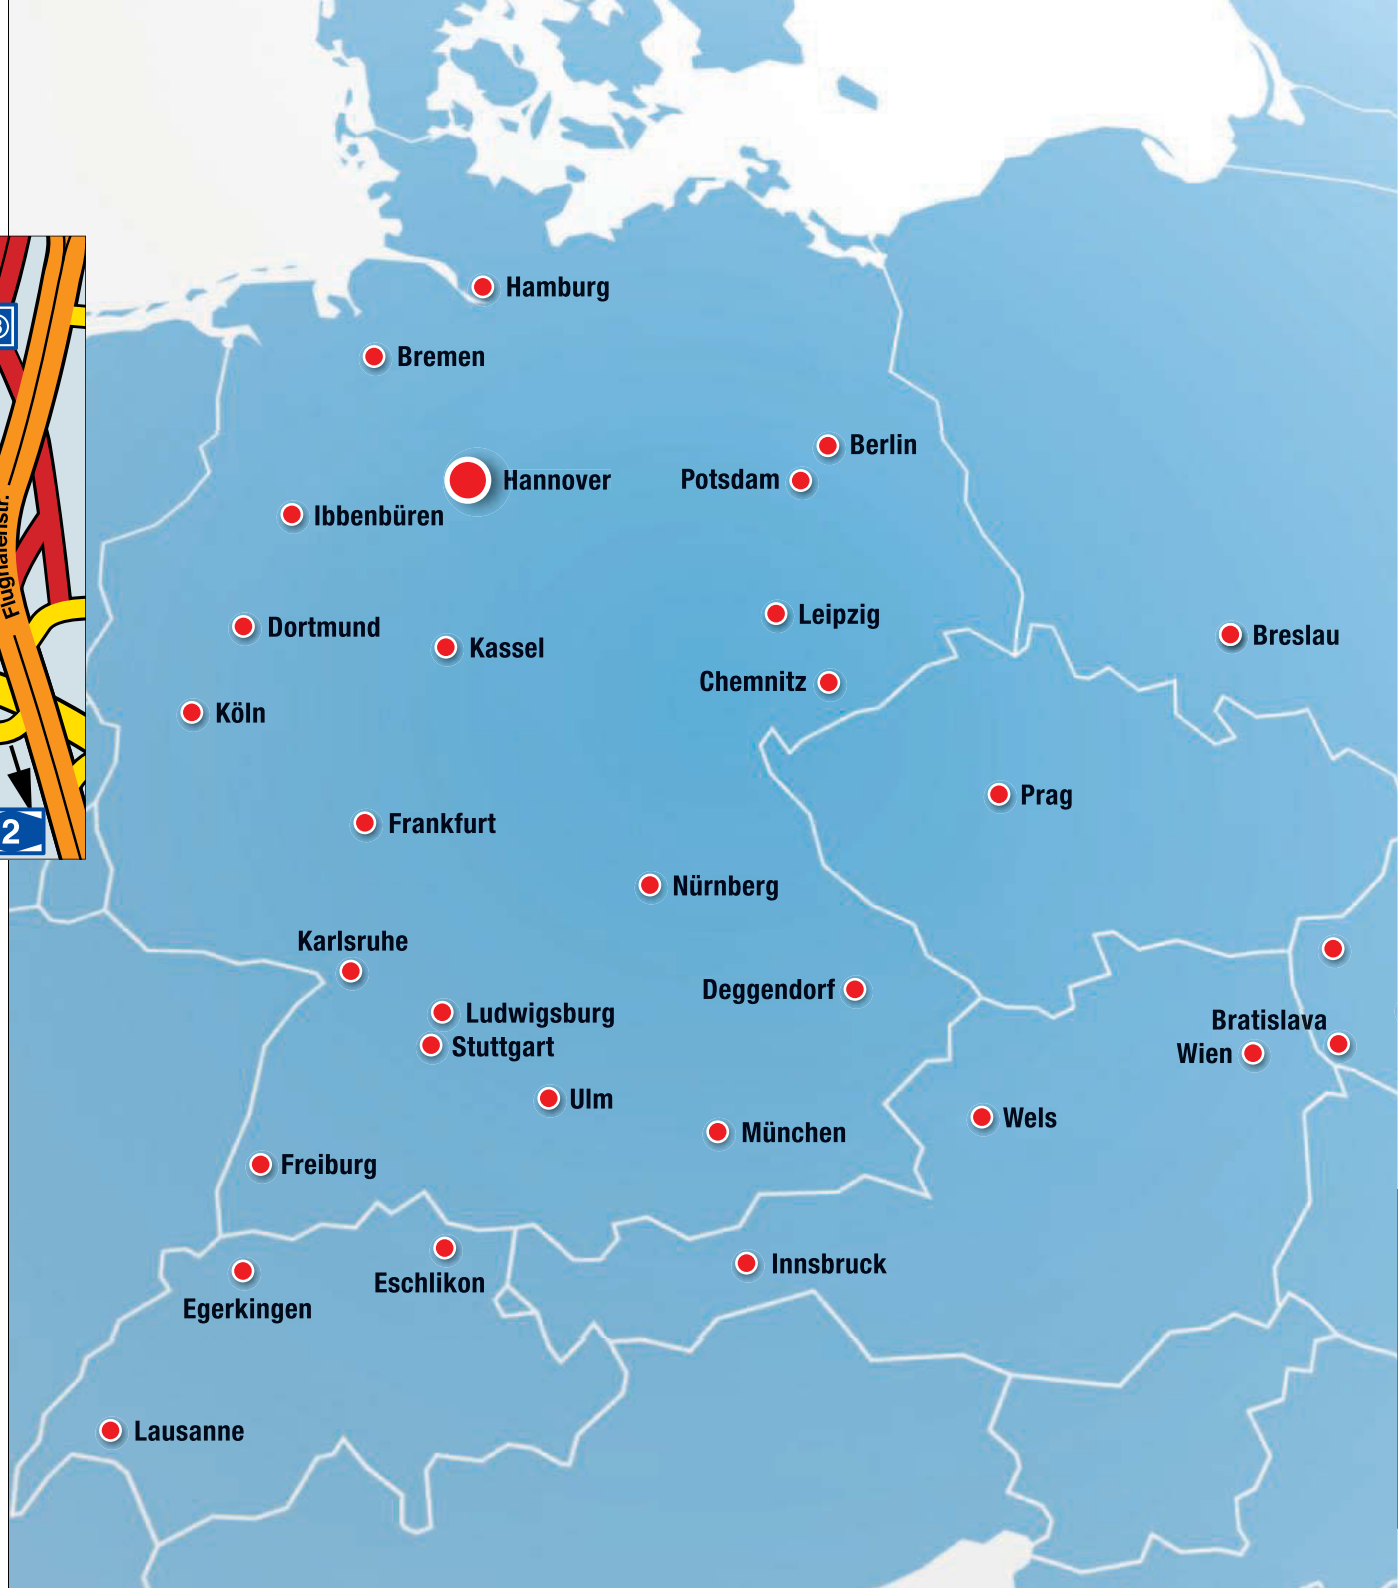 Hamburg
Bremen
Berlin
Hannover
Potsdam
Ibbenbüren
Flughafenstr.
Leipzig
Dortmund
Breslau
Kassel
Chemnitz
Köln
Prag
Frankfurt
2
Nürnberg
Karlsruhe
Deggendorf
Ludwigsburg
Bratislava
Stuttgart
Wien
Ulm
Wels
München
Freiburg
Innsbruck
Eschlikon
Egerkingen
Lausanne